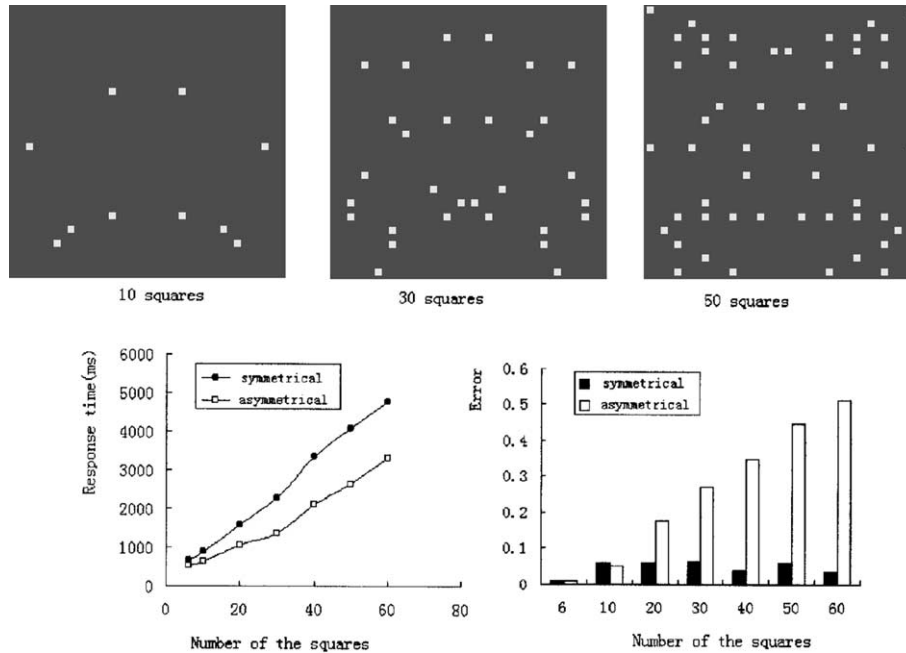 10 squares
30 squares
50 squares
Response time(ms)
6000
5000
4000
3000
2000
1000
0
symmetrical
asymmetrical
0 20 40 60 80
Number of the squares
Error
0.6
0.5
0.4
0.3
0.2
0.1
0
symmetrical
asymmetrical
6 10 20 30 40 50 60
Number of the squares